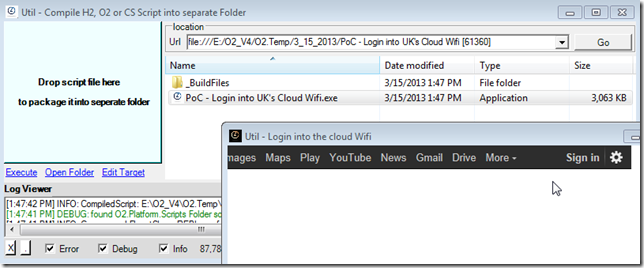 Util - Compile H2, O2 or CS Script into separate Folder
location
Url file:///E:/O2_V4/O2.Temp/3_15_2013/PoC - Login into UK's Cloud Wifi [61360] Go
Name Date modified Type Size
_BuildFiles 3/15/2013 1:47 PM File folder
PoC - Login into UK's Cloud Wifi.exe 3/15/2013 1:47 PM Application 3,063 KB
Drop script file here
to package it into seperate folder
Execute Open Folder Edit Target
Log Viewer
[1:47:42 PM] INFO: CompiledScript: E:\O2_V4\O2.Temp\
[1:47:41 PM] DEBUG: found O2.Platform.Scripts Folder sc
X . Error Debug Info 87,78
Util - Login into the cloud Wifi
mages Maps Play YouTube News Gmail Drive More Sign in